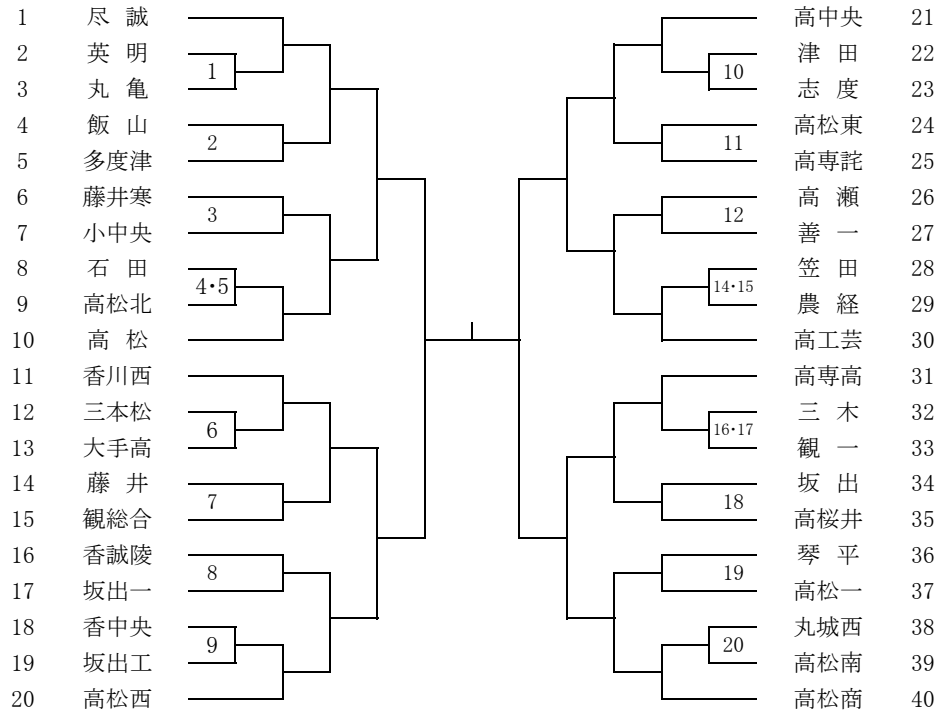 1 尽 誠
2 英 明
3 丸 亀
1
4 飯 山
5 多度津
2
6 藤井寒
7 小中央
3
8 石 田
9 高松北
4・5
10 高 松
11 香川西
12 三本松
13 大手高
6
14 藤 井
15 観総合
7
16 香誠陵
17 坂出一
8
18 香中央
19 坂出工
9
20 高松西
高中央 21
津 田 22
志 度 23
10
高松東 24
高専詫 25
11
高 瀬 26
善 一 27
12
笠 田 28
農 経 29
14・15
高工芸 30
高専高 31
三 木 32
観 一 33
16・17
坂 出 34
高桜井 35
18
琴 平 36
高松一 37
19
丸城西 38
高松南 39
20
高松商 40